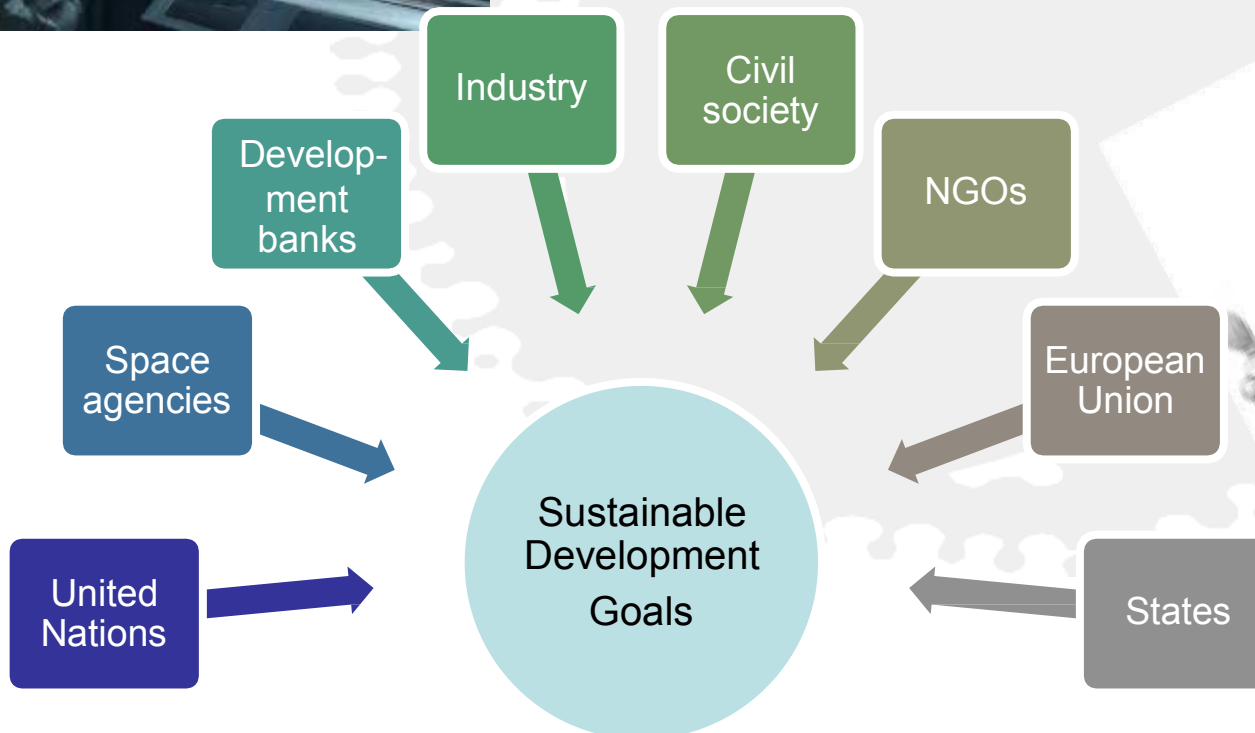 Industry
Civil
society
Develop-
ment
banks
NGOs
Space
agencies
European
Union
Sustainable
Development
Goals
United
Nations
States